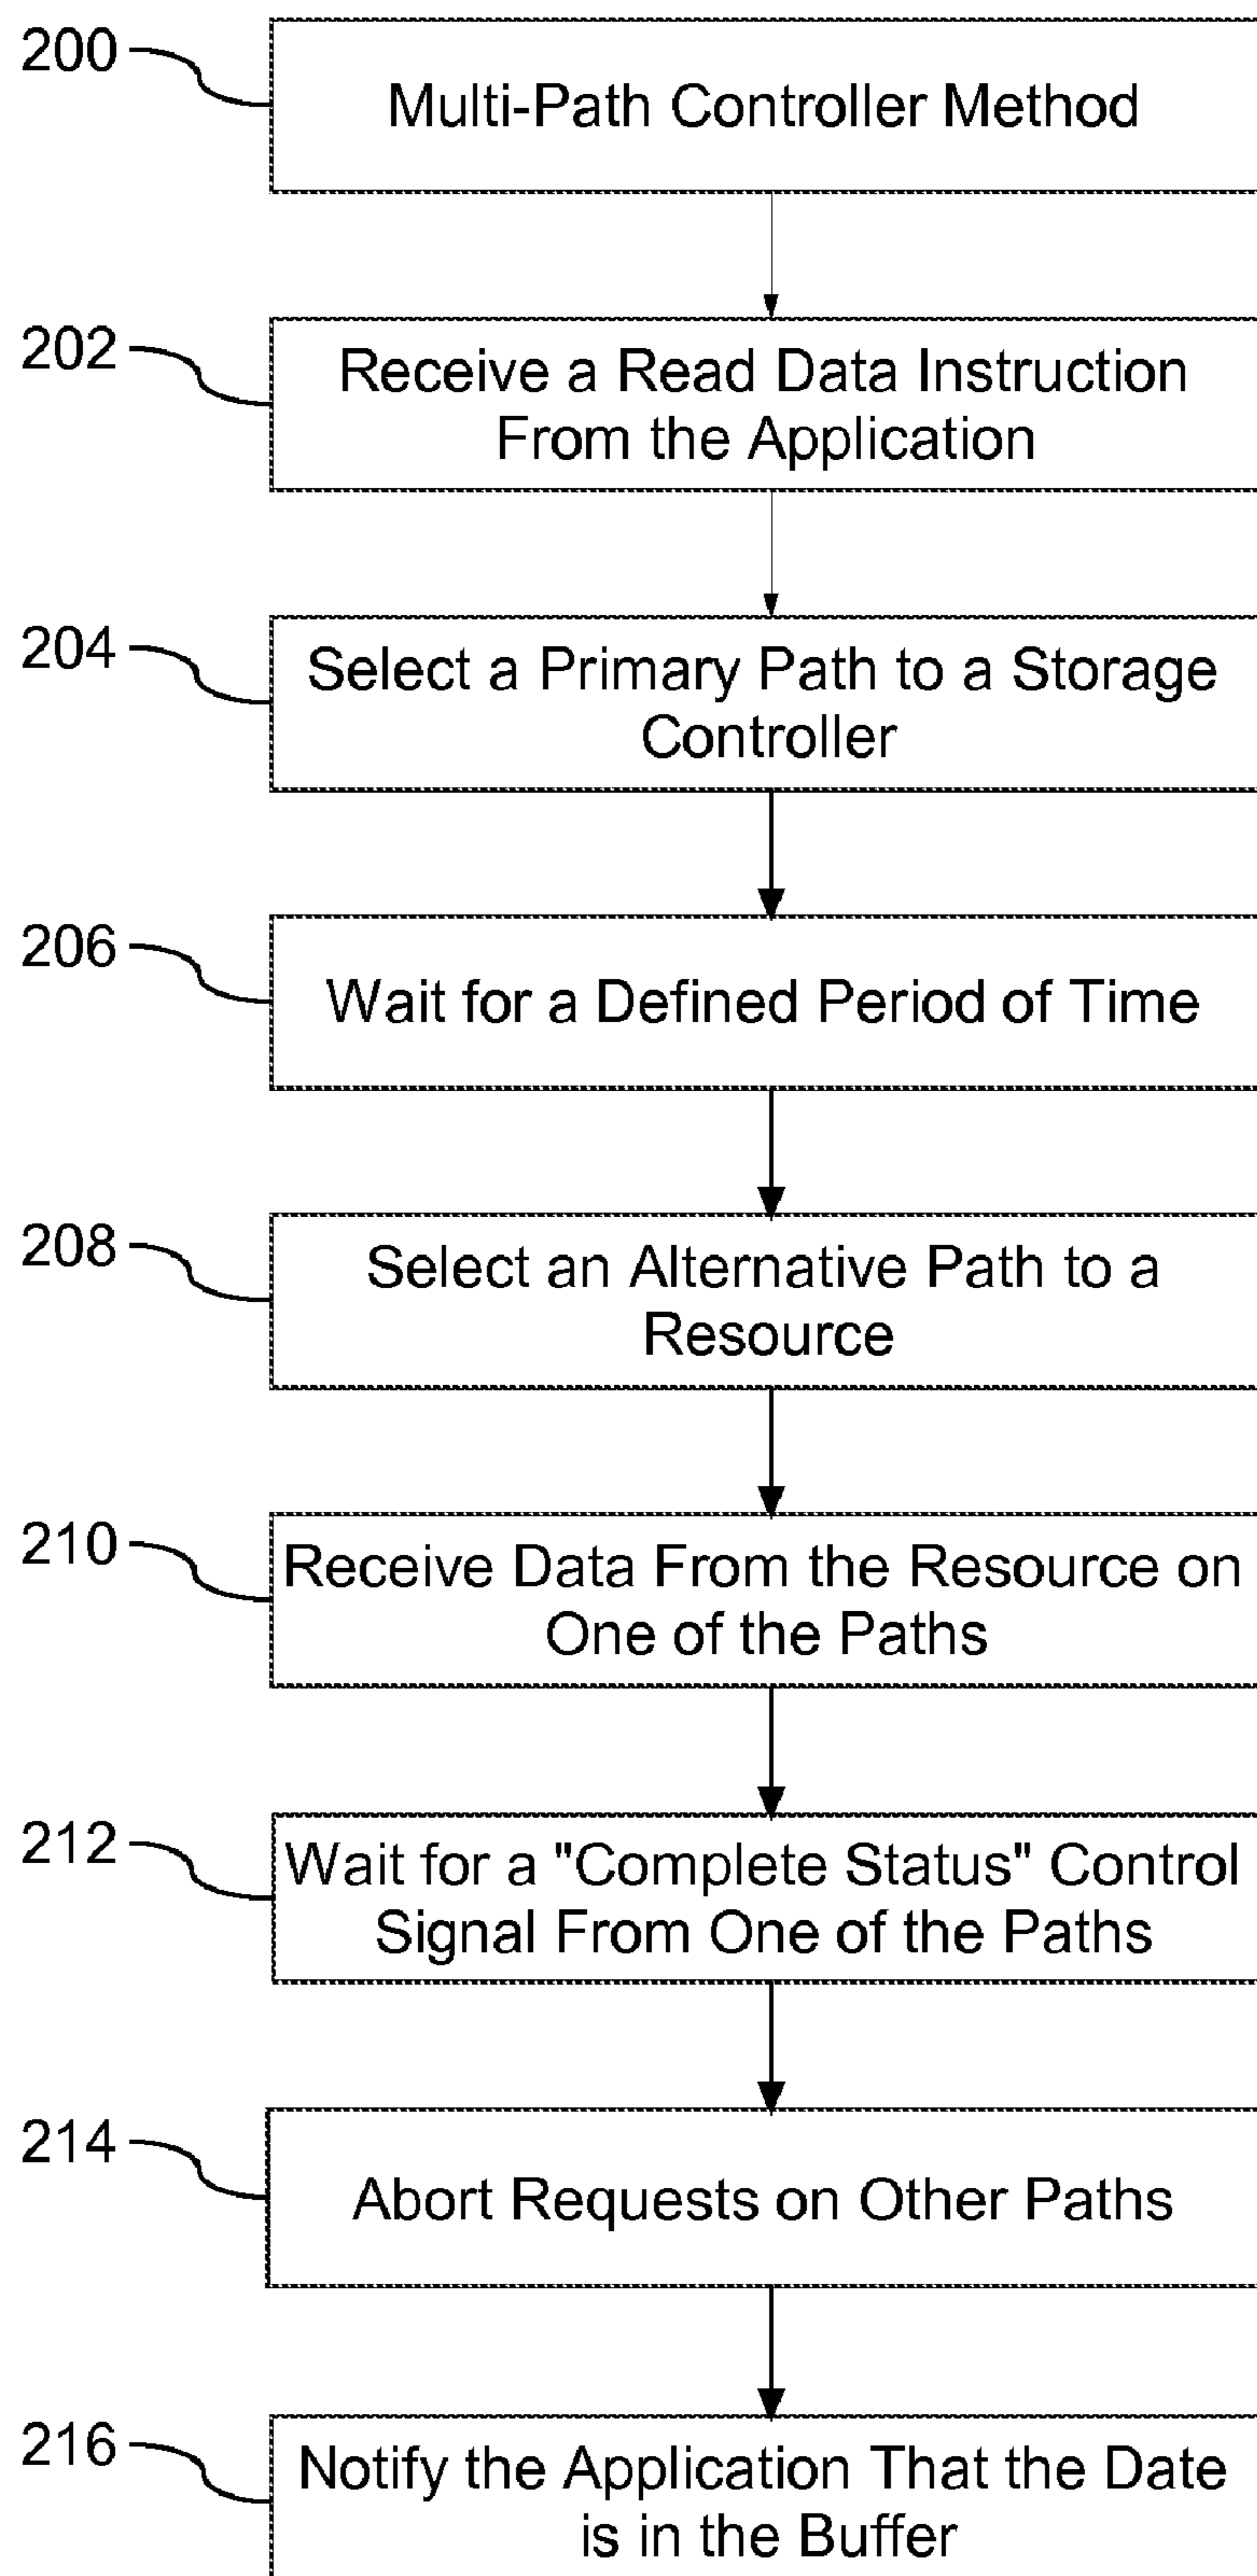 200
Multi-Path Controller Method
202
Receive a Read Data Instruction
From the Application
204
Select a Primary Path to a Storage
Controller
206
Wait for a Defined Period of Time
208
Select an Alternative Path to a
Resource
210
Receive Data From the Resource on
One of the Paths
212
Wait for a "Complete Status" Control
Signal From One of the Paths
214
Abort Requests on Other Paths
216
Notify the Application That the Date
is in the Buffer